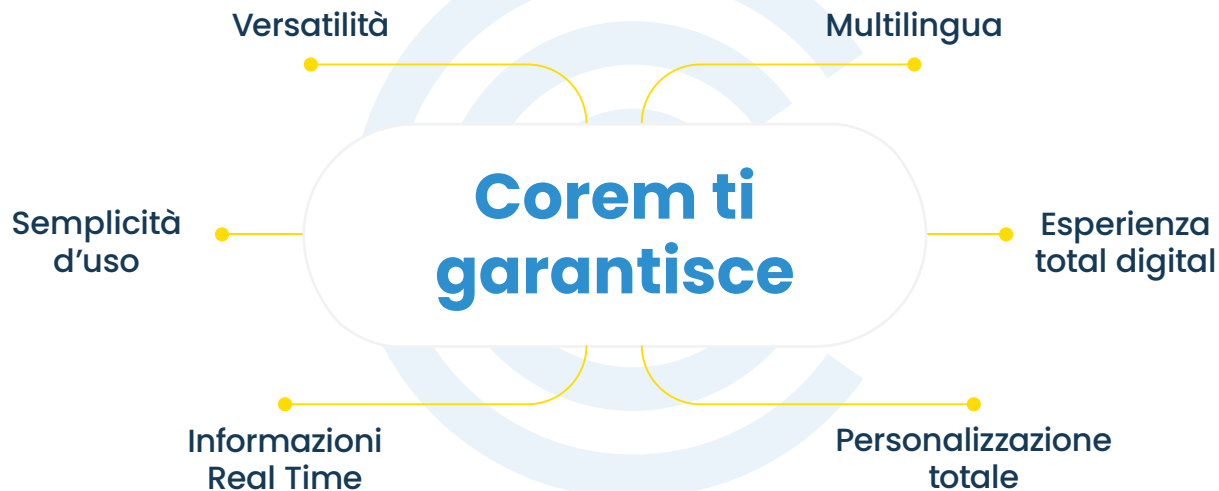 Versatilità
Multilingua
Corem ti
garantisce
Semplicità
d’uso
Esperienza
total digital
Informazioni
Real Time
Personalizzazione
totale